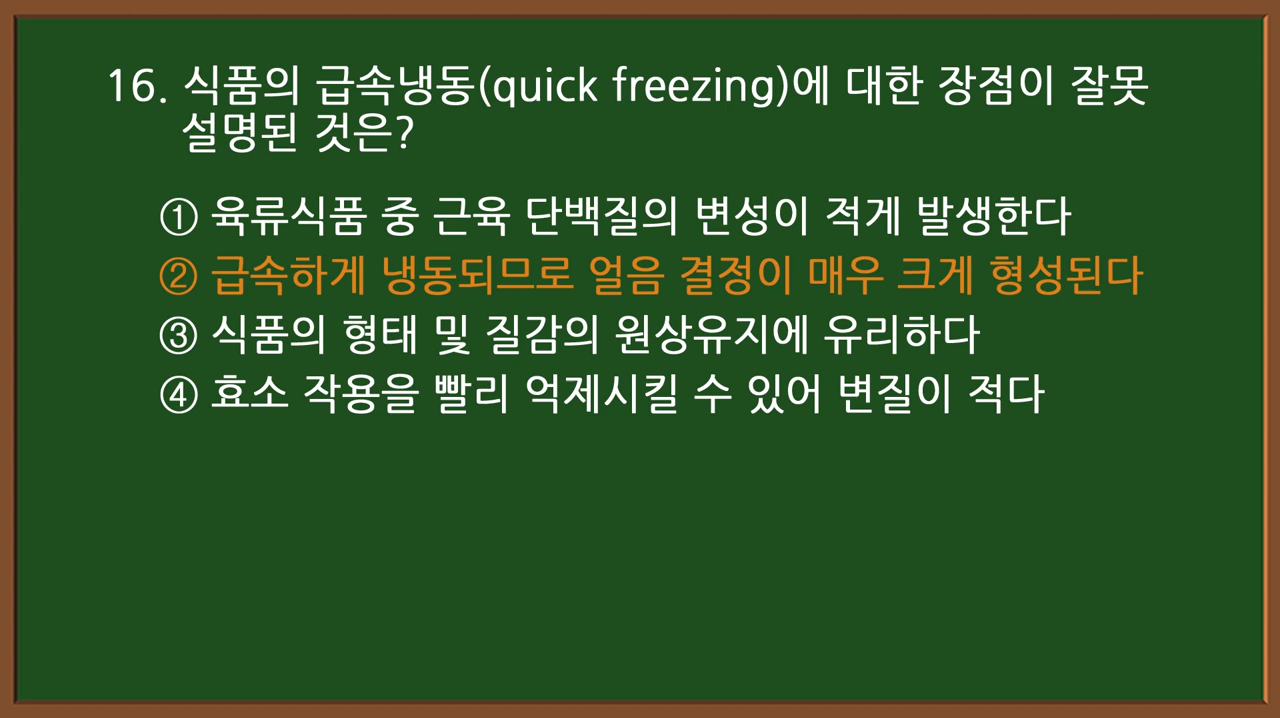 16. 식품의 급속냉동(quick freezing)에 대한 장점이 잘못
설명된 것은?
① 육류식품 중 근육 단백질의 변성이 적게 발생한다
② 급속하게 냉동되므로 얼음 결정이 매우 크게 형성된다
③ 식품의 형태 및 질감의 원상유지에 유리하다
④ 효소 작용을 빨리 억제시킬 수 있어 변질이 적다